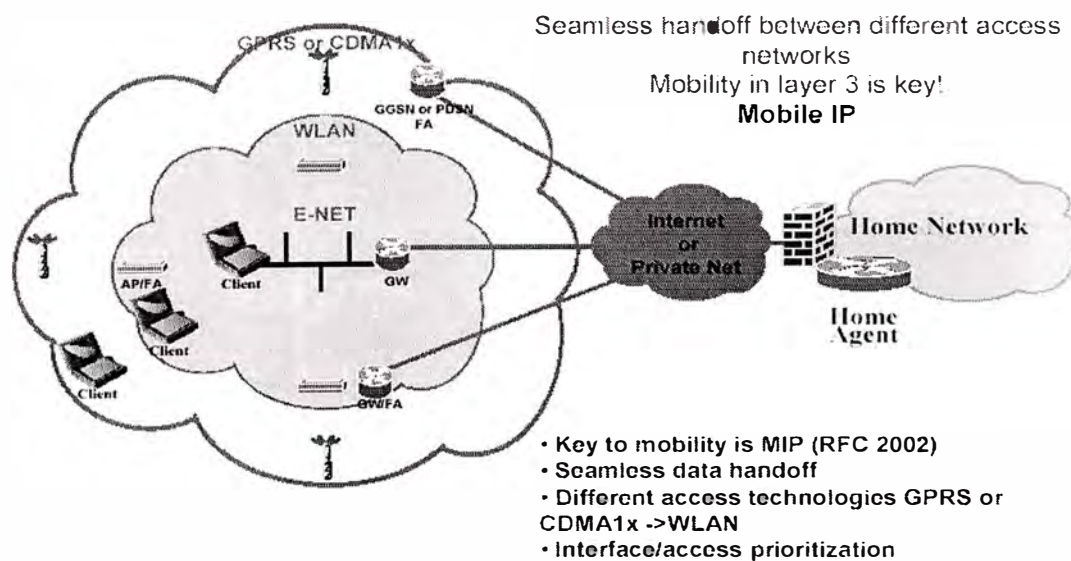 GPRS or CDMA1x
Seamless handoff between different access
networks
Mobility in layer 3 is key!
Mobile IP
GGSN or PDSN
FA
WLAN
E-NET
Client
GW
AP/FA
Client
Client
GW/FA
Internet
or
Private Net
Home Network
Home
Agent
• Key to mobility is MIP (RFC 2002)
• Seamless data handoff
• Different access technologies GPRS or
CDMA1x ->WLAN
• Interface/access prioritization